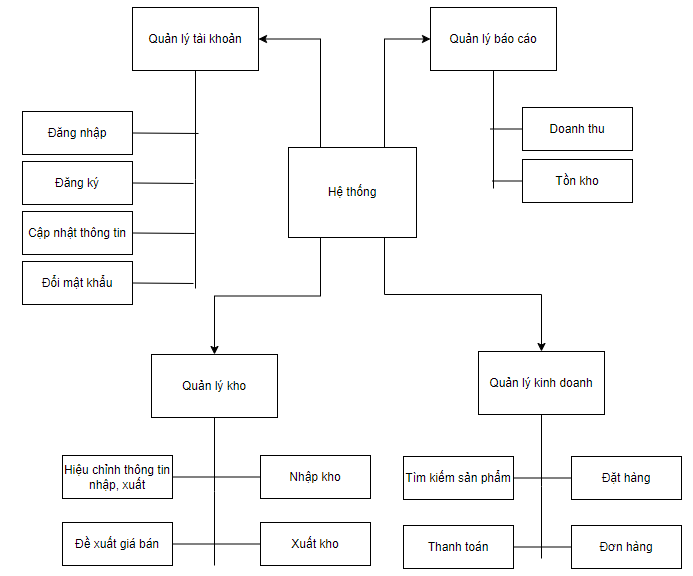 Quản lý tài khoản
Quản lý báo cáo
Đăng nhập
Đăng ký
Cập nhật thông tin
Đổi mật khẩu
Doanh thu
Tồn kho
Hệ thống
Quản lý kho
Quản lý kinh doanh
Hiệu chỉnh thông tin
nhập, xuất
Nhập kho
Đề xuất giá bán
Xuất kho
Tìm kiếm sản phẩm
Đặt hàng
Thanh toán
Đơn hàng